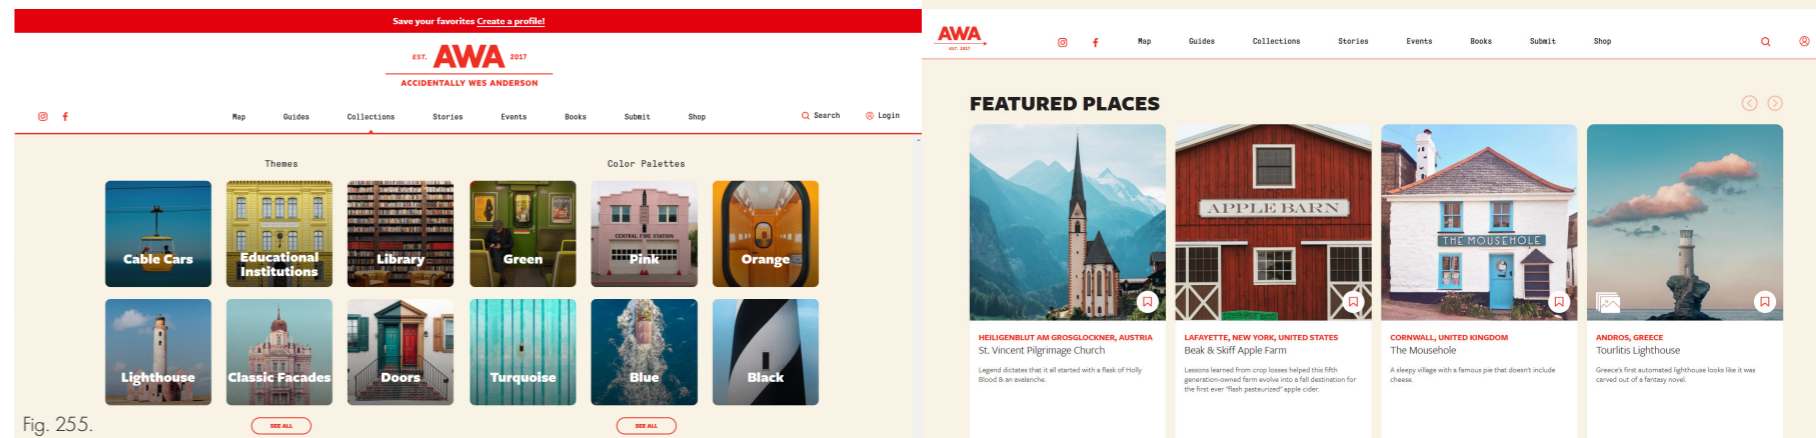 Save your favorites Create a profile!
EST. AWA 2017
ACCIDENTALLY WES ANDERSON
Map Guides Collections Stories Events Books Submit Shop Search Login
Themes
Color Palettes
Cable Cars
Educational
Institutions
Library
Green
CENTRAL FIRE STATION
Pink
Orange
Lighthouse
Classic Facades
Doors
Turquoise
Blue
Black
SEE ALL
SEE ALL
Fig. 255.
AWA
EST. 2017
Map Guides Collections Stories Events Books Submit Shop
FEATURED PLACES
HEILIGENBLUT AM GROSGLOCKNER, AUSTRIA
St. Vincent Pilgrimage Church
Legend dictates that it all started with a flask of Holly
Blood & an avalanche.
APPLE BARN
LAFAYETTE, NEW YORK, UNITED STATES
Beak & Skiff Apple Farm
Lessons learned from crop losses helped this fifth
generation-owned farm evolve into a fall destination for
the first ever "flash pasteurized" apple cider.
THE MOUSEHOLE
CORNWALL, UNITED KINGDOM
The Mousehole
A sleepy village with a famous pie that doesn't include
cheese.
ANDROS, GREECE
Tourlitis Lighthouse
Greece's first automated lighthouse looks like it was
carved out of a fantasy novel.